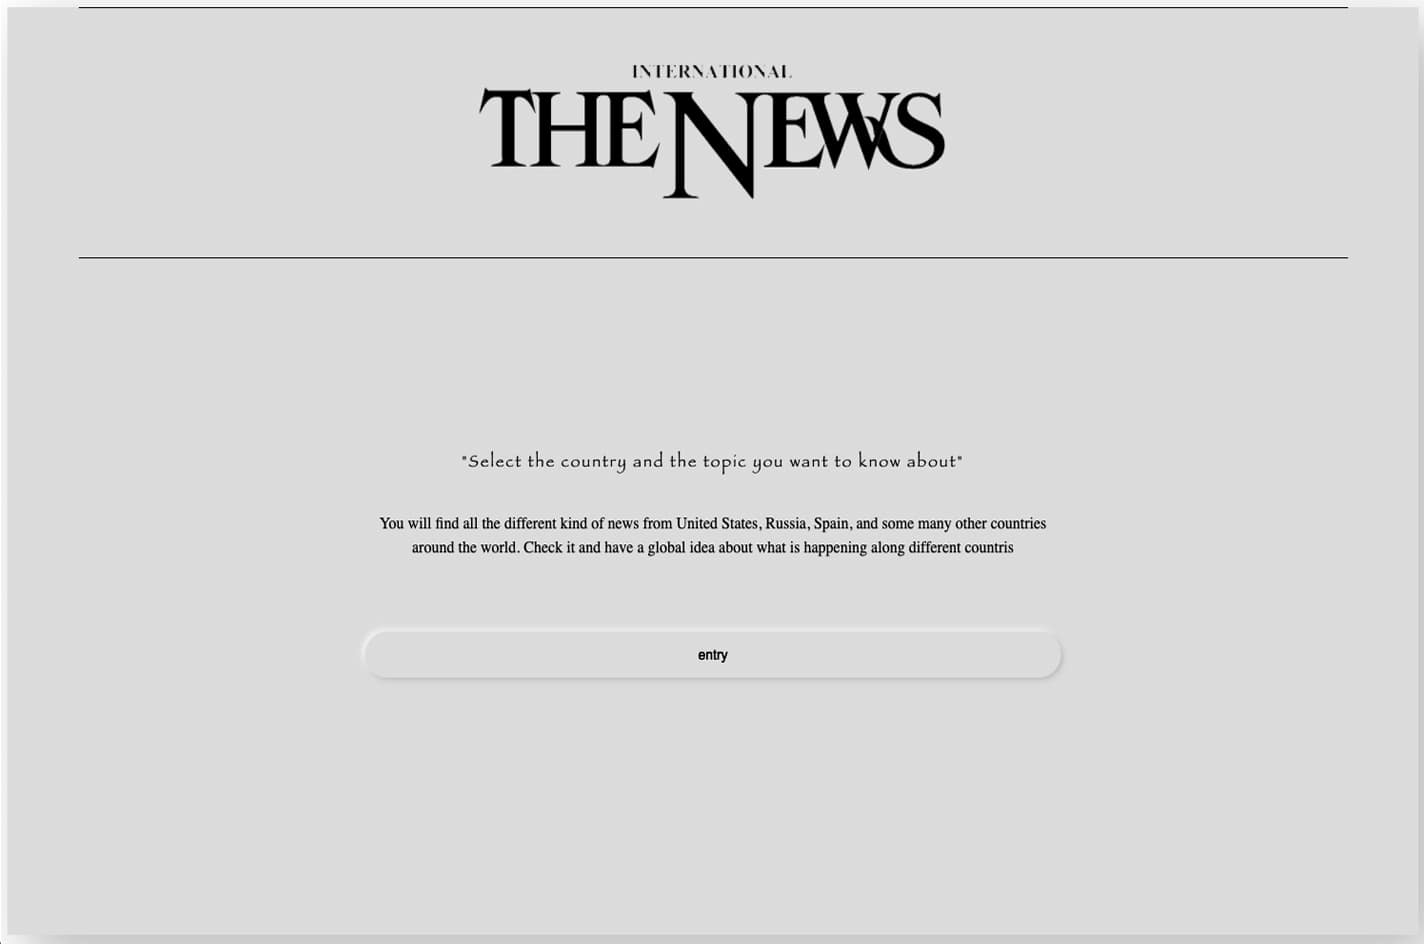 INTERNATIONAL
THE NEWS
"Select the country and the topic you want to know about"
You will find all the different kind of news from United States, Russia, Spain, and some many other countries
around the world. Check it and have a global idea about what is happening along different countris
entry